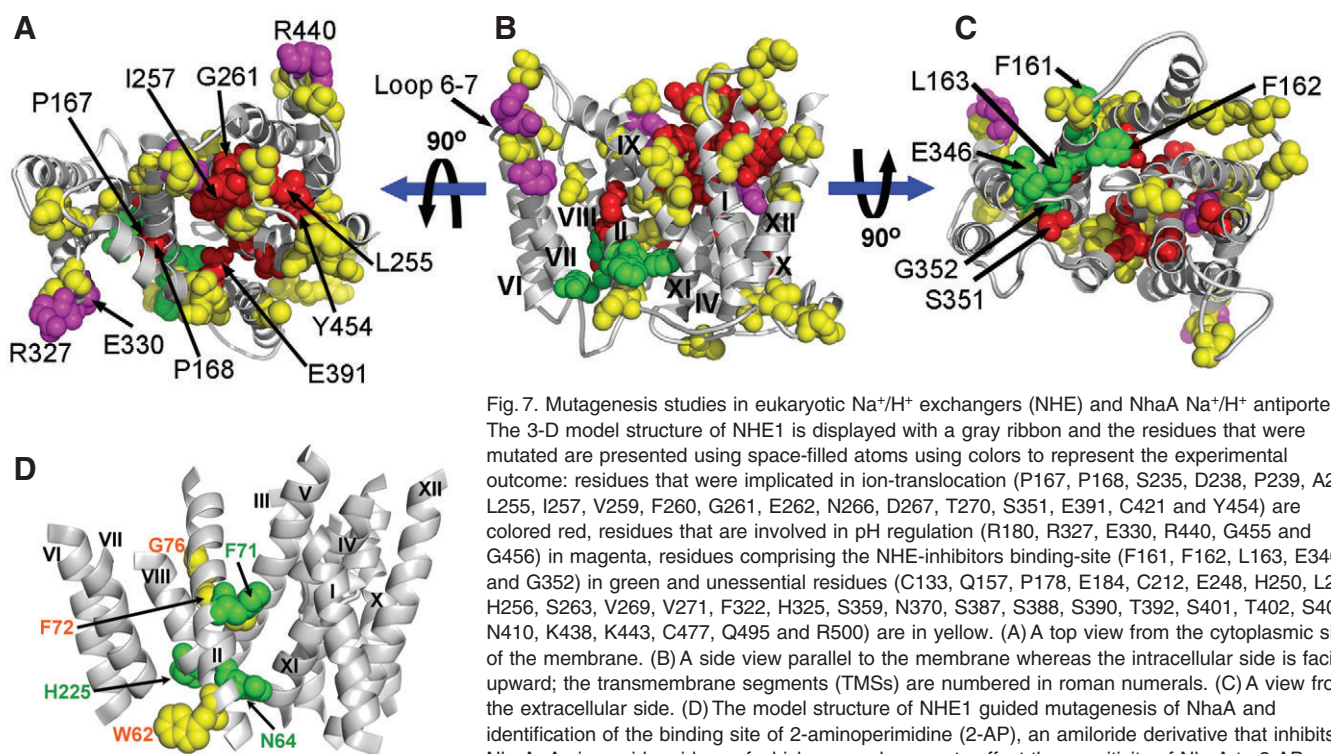 A
R440
I257
G261
P167
R327
E330
P168
E391
Y454
L255
90º
B
Loop 6-7
IX
VIII
II
I
VII
XII
VI
XI
IV
X
90º
C
F161
L163
F162
E346
G352
S351
D
VI
VII
VIII
G76
III
F71
V
IV
XII
I
X
F72
II
XI
H225
W62
N64
Fig. 7. Mutagenesis studies in eukaryotic Na⁺/H⁺ exchangers (NHE) and NhaA Na⁺/H⁺
The 3-D model structure of NHE1 is displayed with a gray ribbon and the residues that were
mutated are presented using space-filled atoms using colors to represent the experimental
outcome: residues that were implicated in ion-translocation (P167, P168, S235, D238, P239,
L255, I257, V259, F260, G261, E262, N266, D267, T270, S351, E391, C421 and Y454) are
colored red, residues that are involved in pH regulation (R180, R327, E330, R440, G455 and
G456) in magenta, residues comprising the NHE-inhibitors binding-site (F161, F162, L163,
and G352) in green and unessential residues (C133, Q157, P178, E184, C212, E248, H250,
H256, S263, V269, V271, F322, H325, S359, N370, S387, S388, S390, T392, S401, T402,
N410, K438, K443, C477, Q495 and R500) are in yellow. (A) A top view from the cytoplasmic
of the membrane. (B) A side view parallel to the membrane whereas the intracellular side is
upward; the transmembrane segments (TMSs) are numbered in roman numerals. (C) A view
the extracellular side. (D) The model structure of NHE1 guided mutagenesis of NhaA and
identification of the binding site of 2-aminoperimidine (2-AP), an amiloride derivative that inhibits